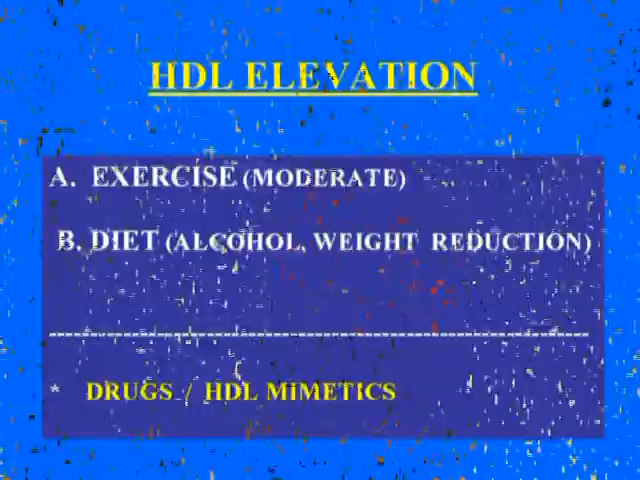 HDL ELEVATION
A. EXERCISE (MODERATE)
B. DIET (ALCOHOL, WEIGHT REDUCTION)
* DRUGS / HDL MIMETICS